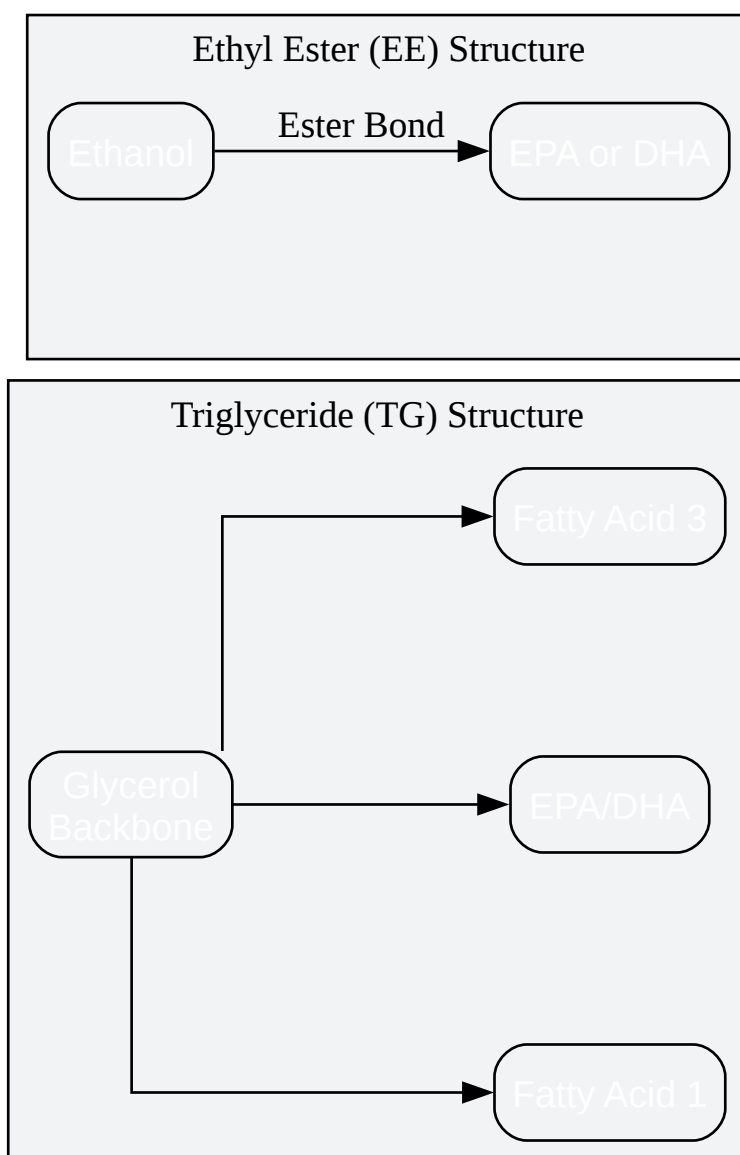 Ethyl Ester (EE) Structure
Ethanol
Ester Bond
EPA or DHA
Triglyceride (TG) Structure
Fatty Acid 3
Glycerol
Backbone
EPA/DHA
Fatty Acid 1